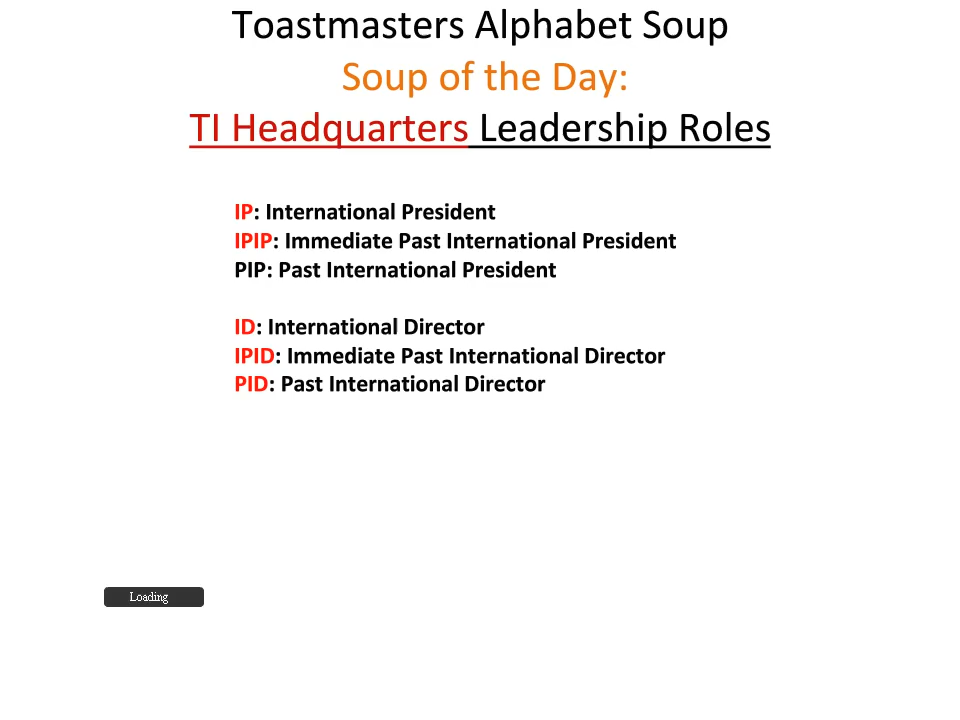 Toastmasters Alphabet Soup
Soup of the Day:
TI Headquarters Leadership Roles
IP: International President
IPIP: Immediate Past International President
PIP: Past International President
ID: International Director
IPID: Immediate Past International Director
PID: Past International Director
Loading